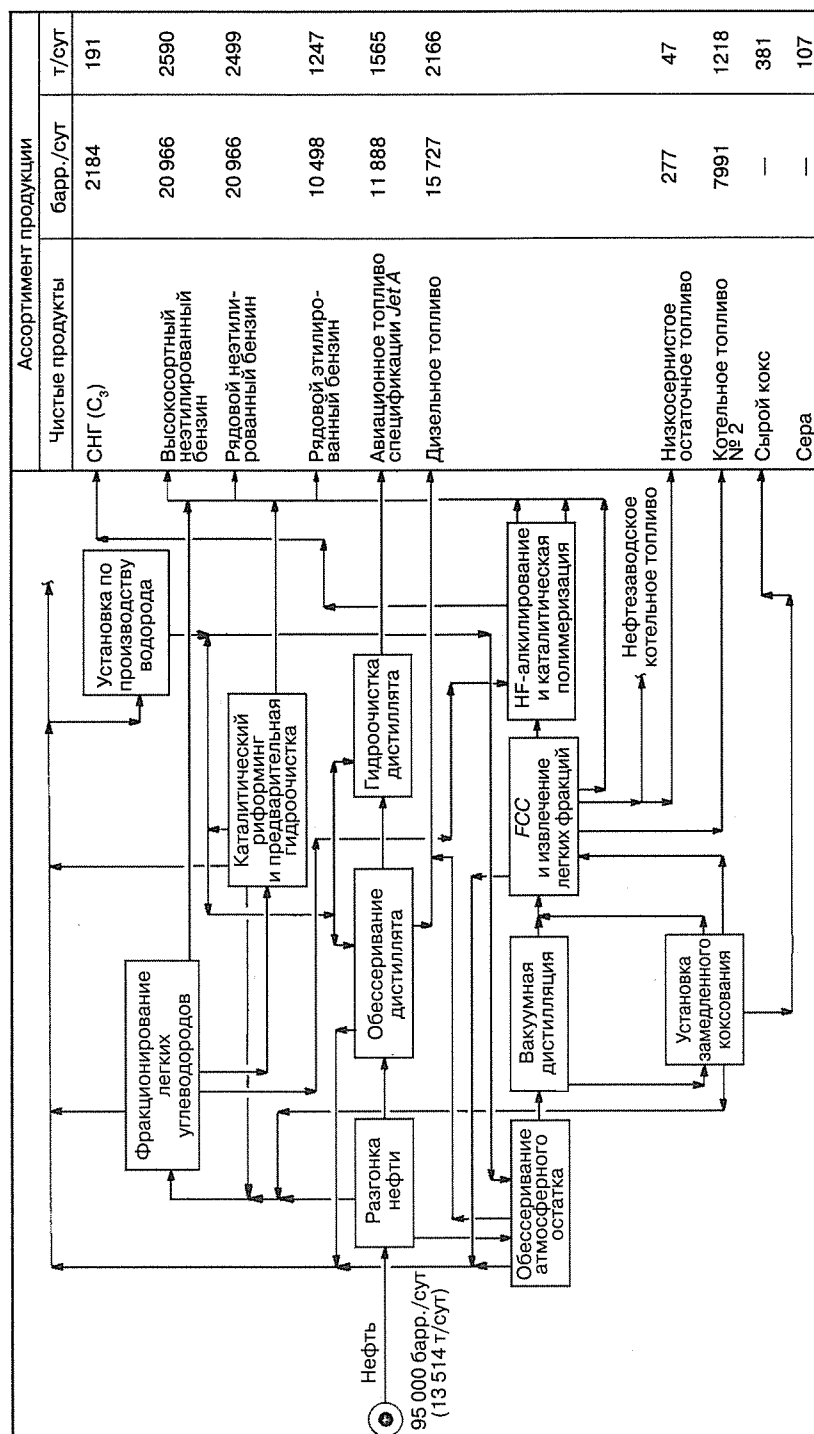 Ассортимент продукции
Чистые продукты
барр./сут
т/сут
СНГ (C₃)
2184
191
Высокосортный
неэтилированный
бензин
20 966
2590
Рядовой неэтили-
рованный бензин
20 966
2499
Рядовой этилиро-
ванный бензин
10 498
1247
Авиационное топливо
спецификации Jet A
11 888
1565
Дизельное топливо
15 727
2166
Низкосернистое
остаточное топливо
277
47
Котельное топливо
№ 2
7991
1218
Сырой кокс
—
381
Сера
—
107
Установка по
производству
водорода
Фракционирование
легких
углеводородов
Каталитический
риформинг
и предварительная
гидроочистка
Нефть
95 000 барр./сут
(13 514 т/сут)
Разгонка
нефти
Обессеривание
дистиллята
Гидроочистка
дистиллята
Обессеривание
атмосферного
остатка
Вакуумная
дистилляция
FCC
и извлечение
легких фракций
HF-алкилирование
и каталитическая
полимеризация
Нефтезаводское
котельное топливо
Установка
замедленного
коксования